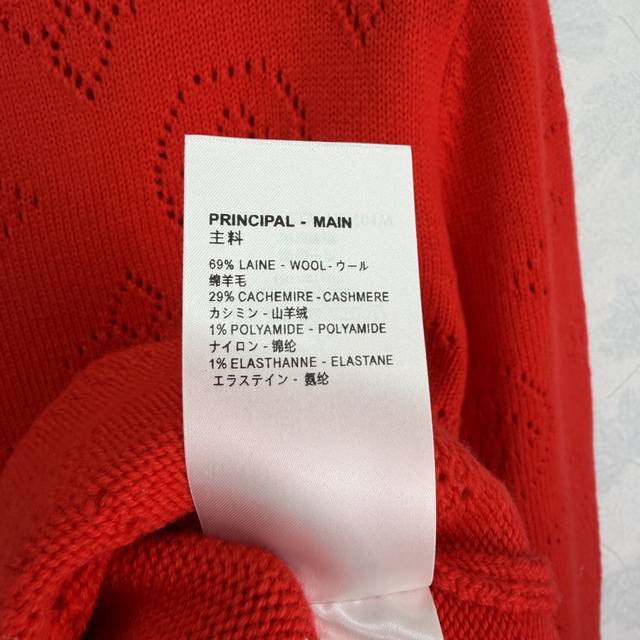 PRINCIPAL - MAIN
主料
69% LAINE - WOOL - ウール
绵羊毛
29% CACHEMIRE - CASHMERE
カシミン - 山羊绒
1% POLYAMIDE - POLYAMIDE
ナイロン - 锦纶
1% ELASTHANNE - ELASTANE
エラステイン - 氨纶